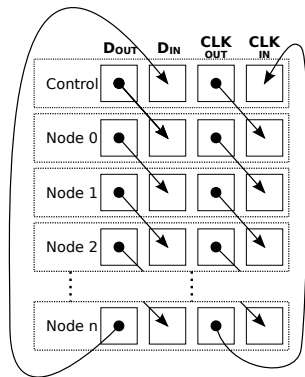 DOUT DIN CLK OUT CLK IN
Control
Node 0
Node 1
Node 2
Node n